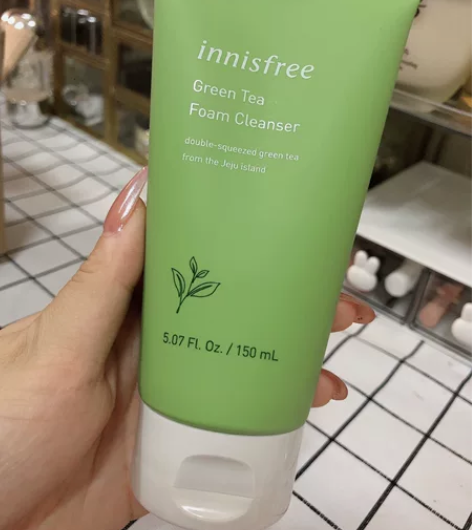 innisfree
Green Tea
Foam Cleanser
double-squeezed green tea
from the Jeju island
5.07 Fl. Oz. / 150 mL